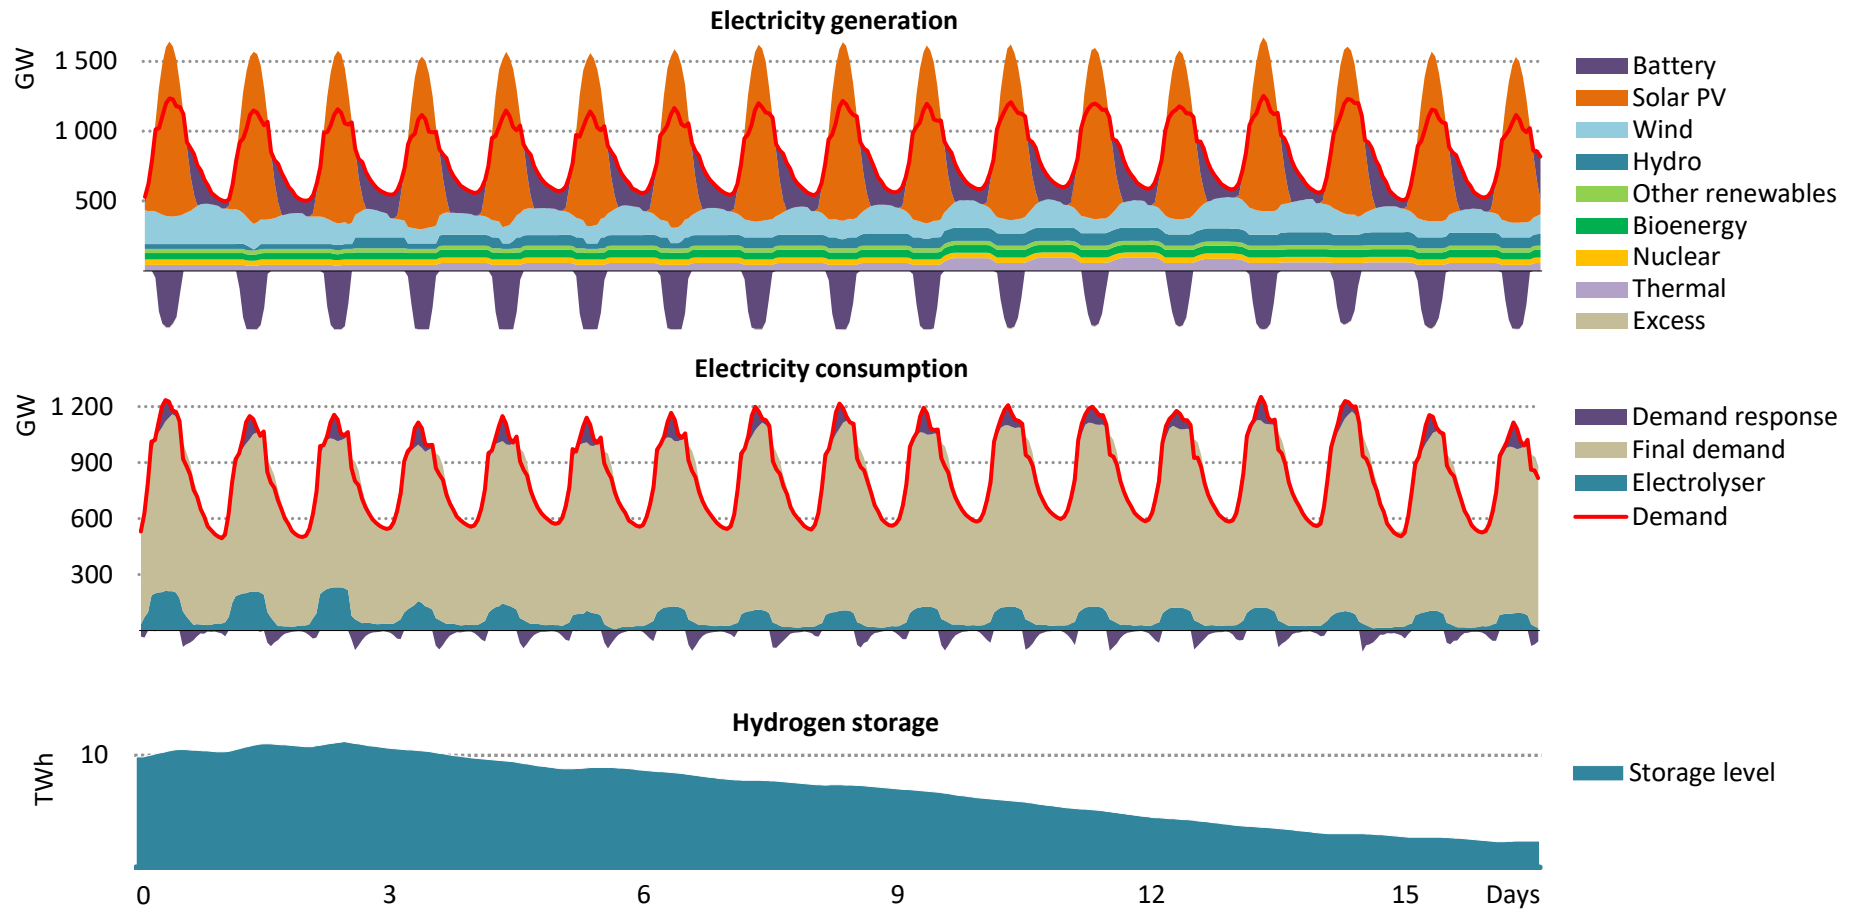 Electricity generation
GW
1 500
1 000
500
Battery
Solar PV
Wind
Hydro
Other renewables
Bioenergy
Nuclear
Thermal
Excess
Electricity consumption
GW
1 200
900
600
300
Demand response
Final demand
Electrolyser
Demand
Hydrogen storage
TWh
10
Storage level
0 3 6 9 12 15 Days